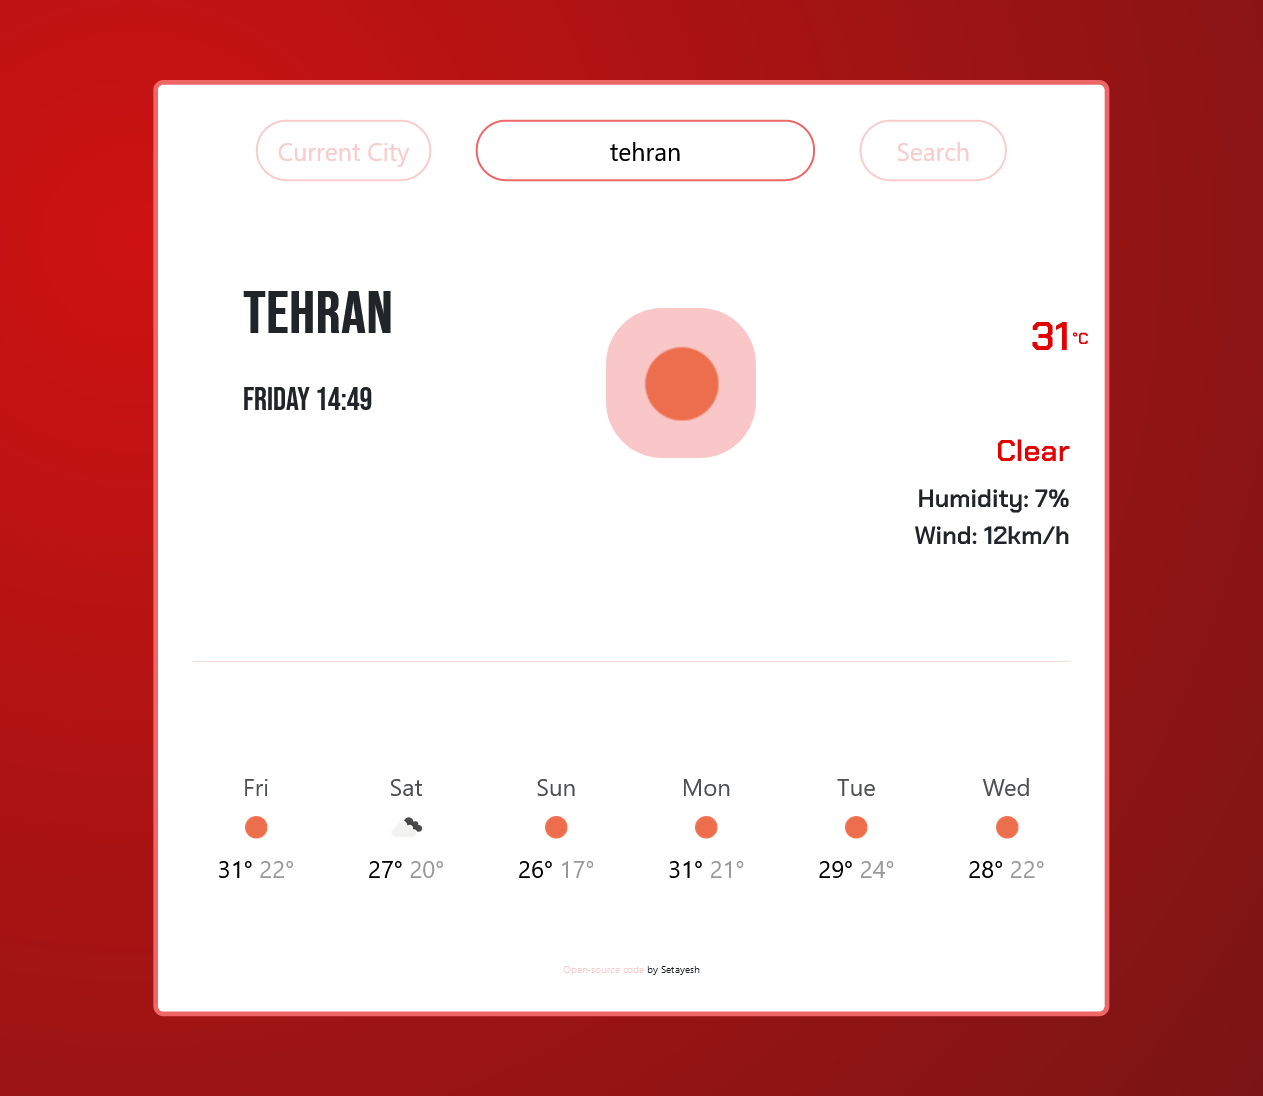 Current City
tehran
Search
TEHRAN
FRIDAY 14:49
31°C
Clear
Humidity: 7%
Wind: 12km/h
Fri
Sat
Sun
Mon
Tue
Wed
31° 22°
27° 20°
26° 17°
31° 21°
29° 24°
28° 22°
Open-source code by Setayesh